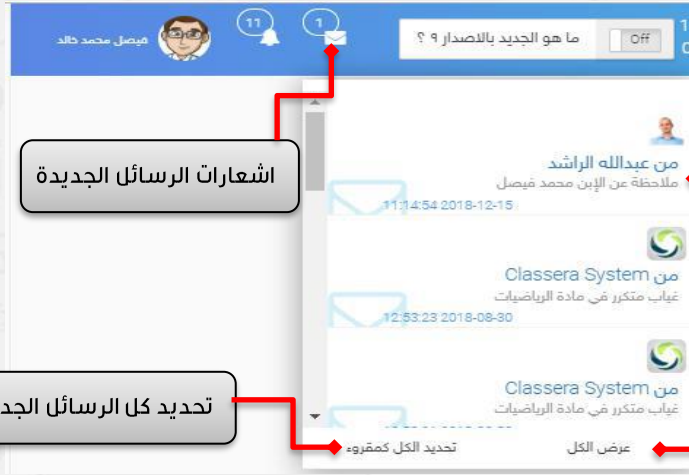 ما هو الجديد بالاصدار ٩ ؟
Off
1
11
فيصل محمد خالد
من عبدالله الراشد
ملاحظة عن الإبن محمد فيصل
11:14:54 2018-12-15
اشعارات الرسائل الجديدة
من Classera System
غياب متكرر في مادة الرياضيات
12:53:23 2018-08-30
من Classera System
غياب متكرر في مادة الرياضيات
تحديد كل الرسائل
عرض الكل
تحديد الكل كمقروء